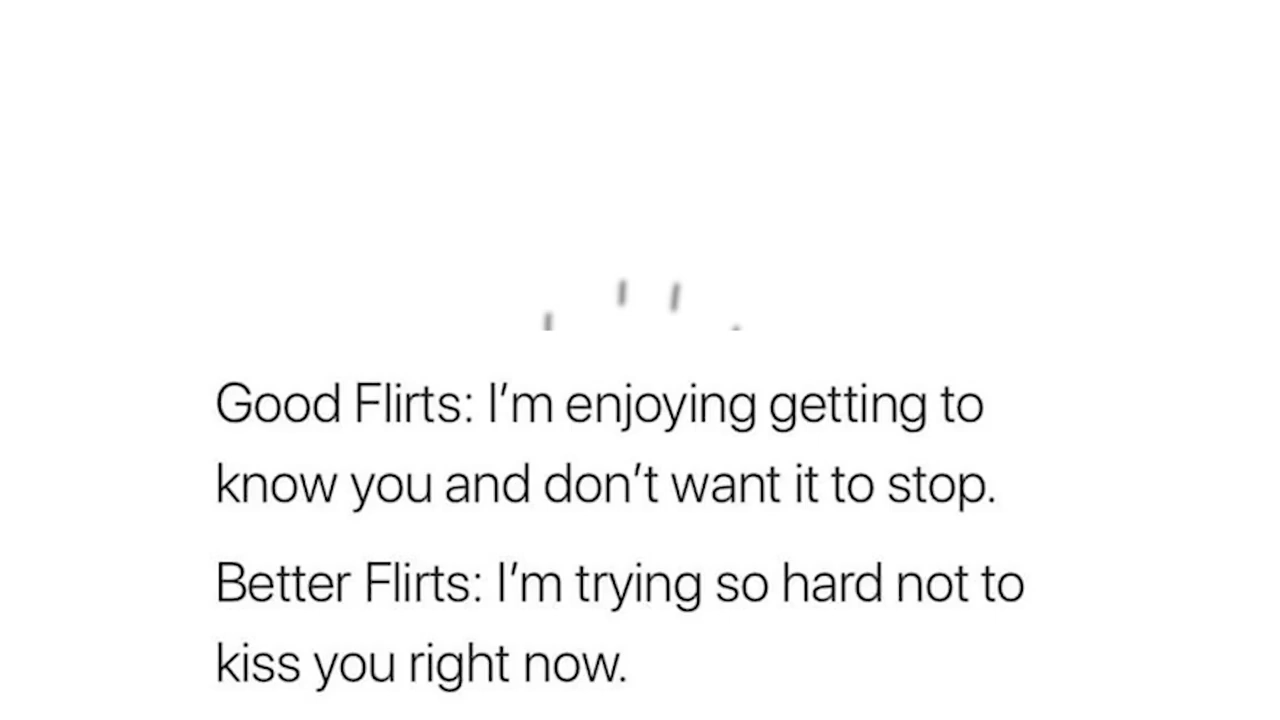 Good Flirts: I’m enjoying getting to
know you and don’t want it to stop.
Better Flirts: I’m trying so hard not to
kiss you right now.